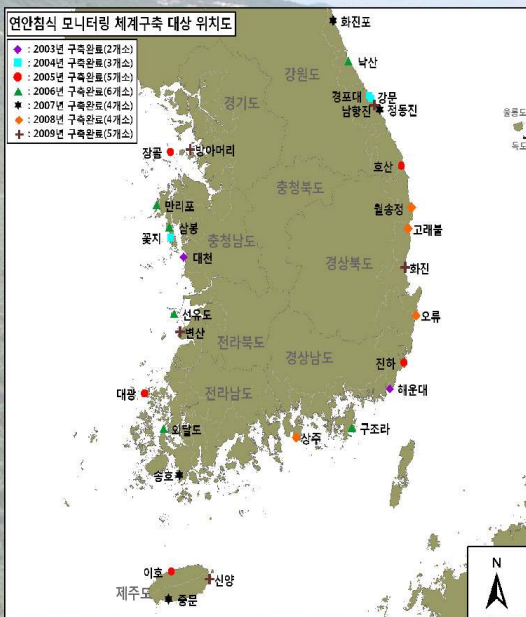 연안침식 모니터링 체계구축 대상 위치도
: 2003년 구축완료(2개소)
: 2004년 구축완료(3개소)
: 2005년 구축완료(5개소)
: 2006년 구축완료(6개소)
: 2007년 구축완료(4개소)
: 2008년 구축완료(4개소)
: 2009년 구축완료(5개소)
화진포
낙산
강원도
경기도
경포대
강문
남항진
정동진
울릉도
독도
장골
방아머리
호산
충청북도
만리포
월송정
삼봉
꽃지
충청남도
고래불
대천
경상북도
화진
선유도
오류
변산
전라북도
경상남도
진하
대광
전라남도
해운대
외달도
상주
구조라
송호
이호
신양
제주도
중문
N